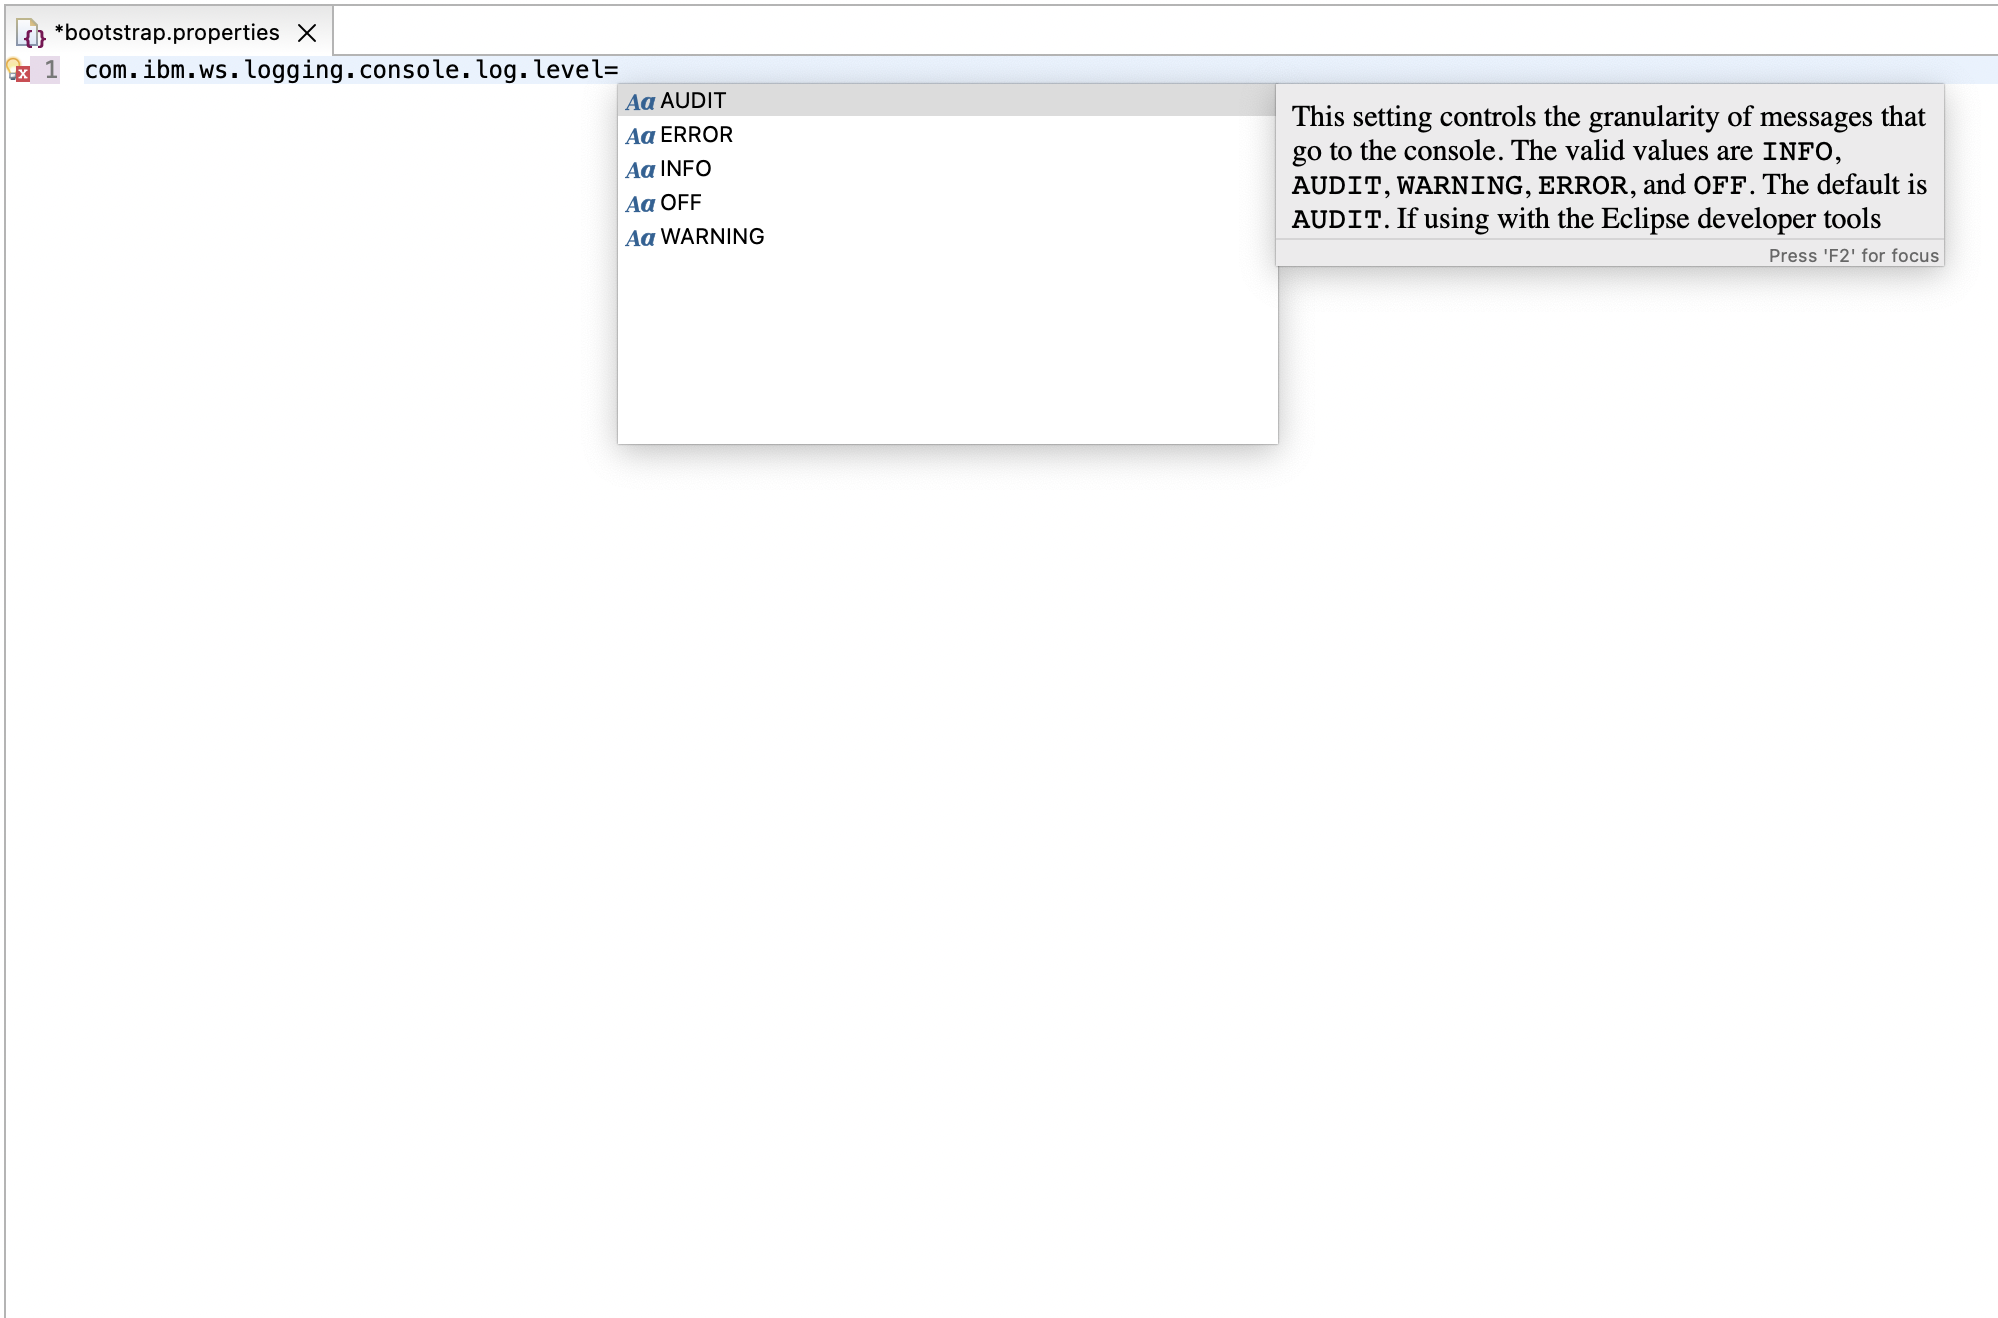 *bootstrap.properties
1 com.ibm.ws.logging.console.log.level=
Aa AUDIT
Aa ERROR
Aa INFO
Aa OFF
Aa WARNING
This setting controls the granularity of messages that
go to the console. The valid values are INFO,
AUDIT, WARNING, ERROR, and OFF. The default is
AUDIT. If using with the Eclipse developer tools
Press 'F2' for focus